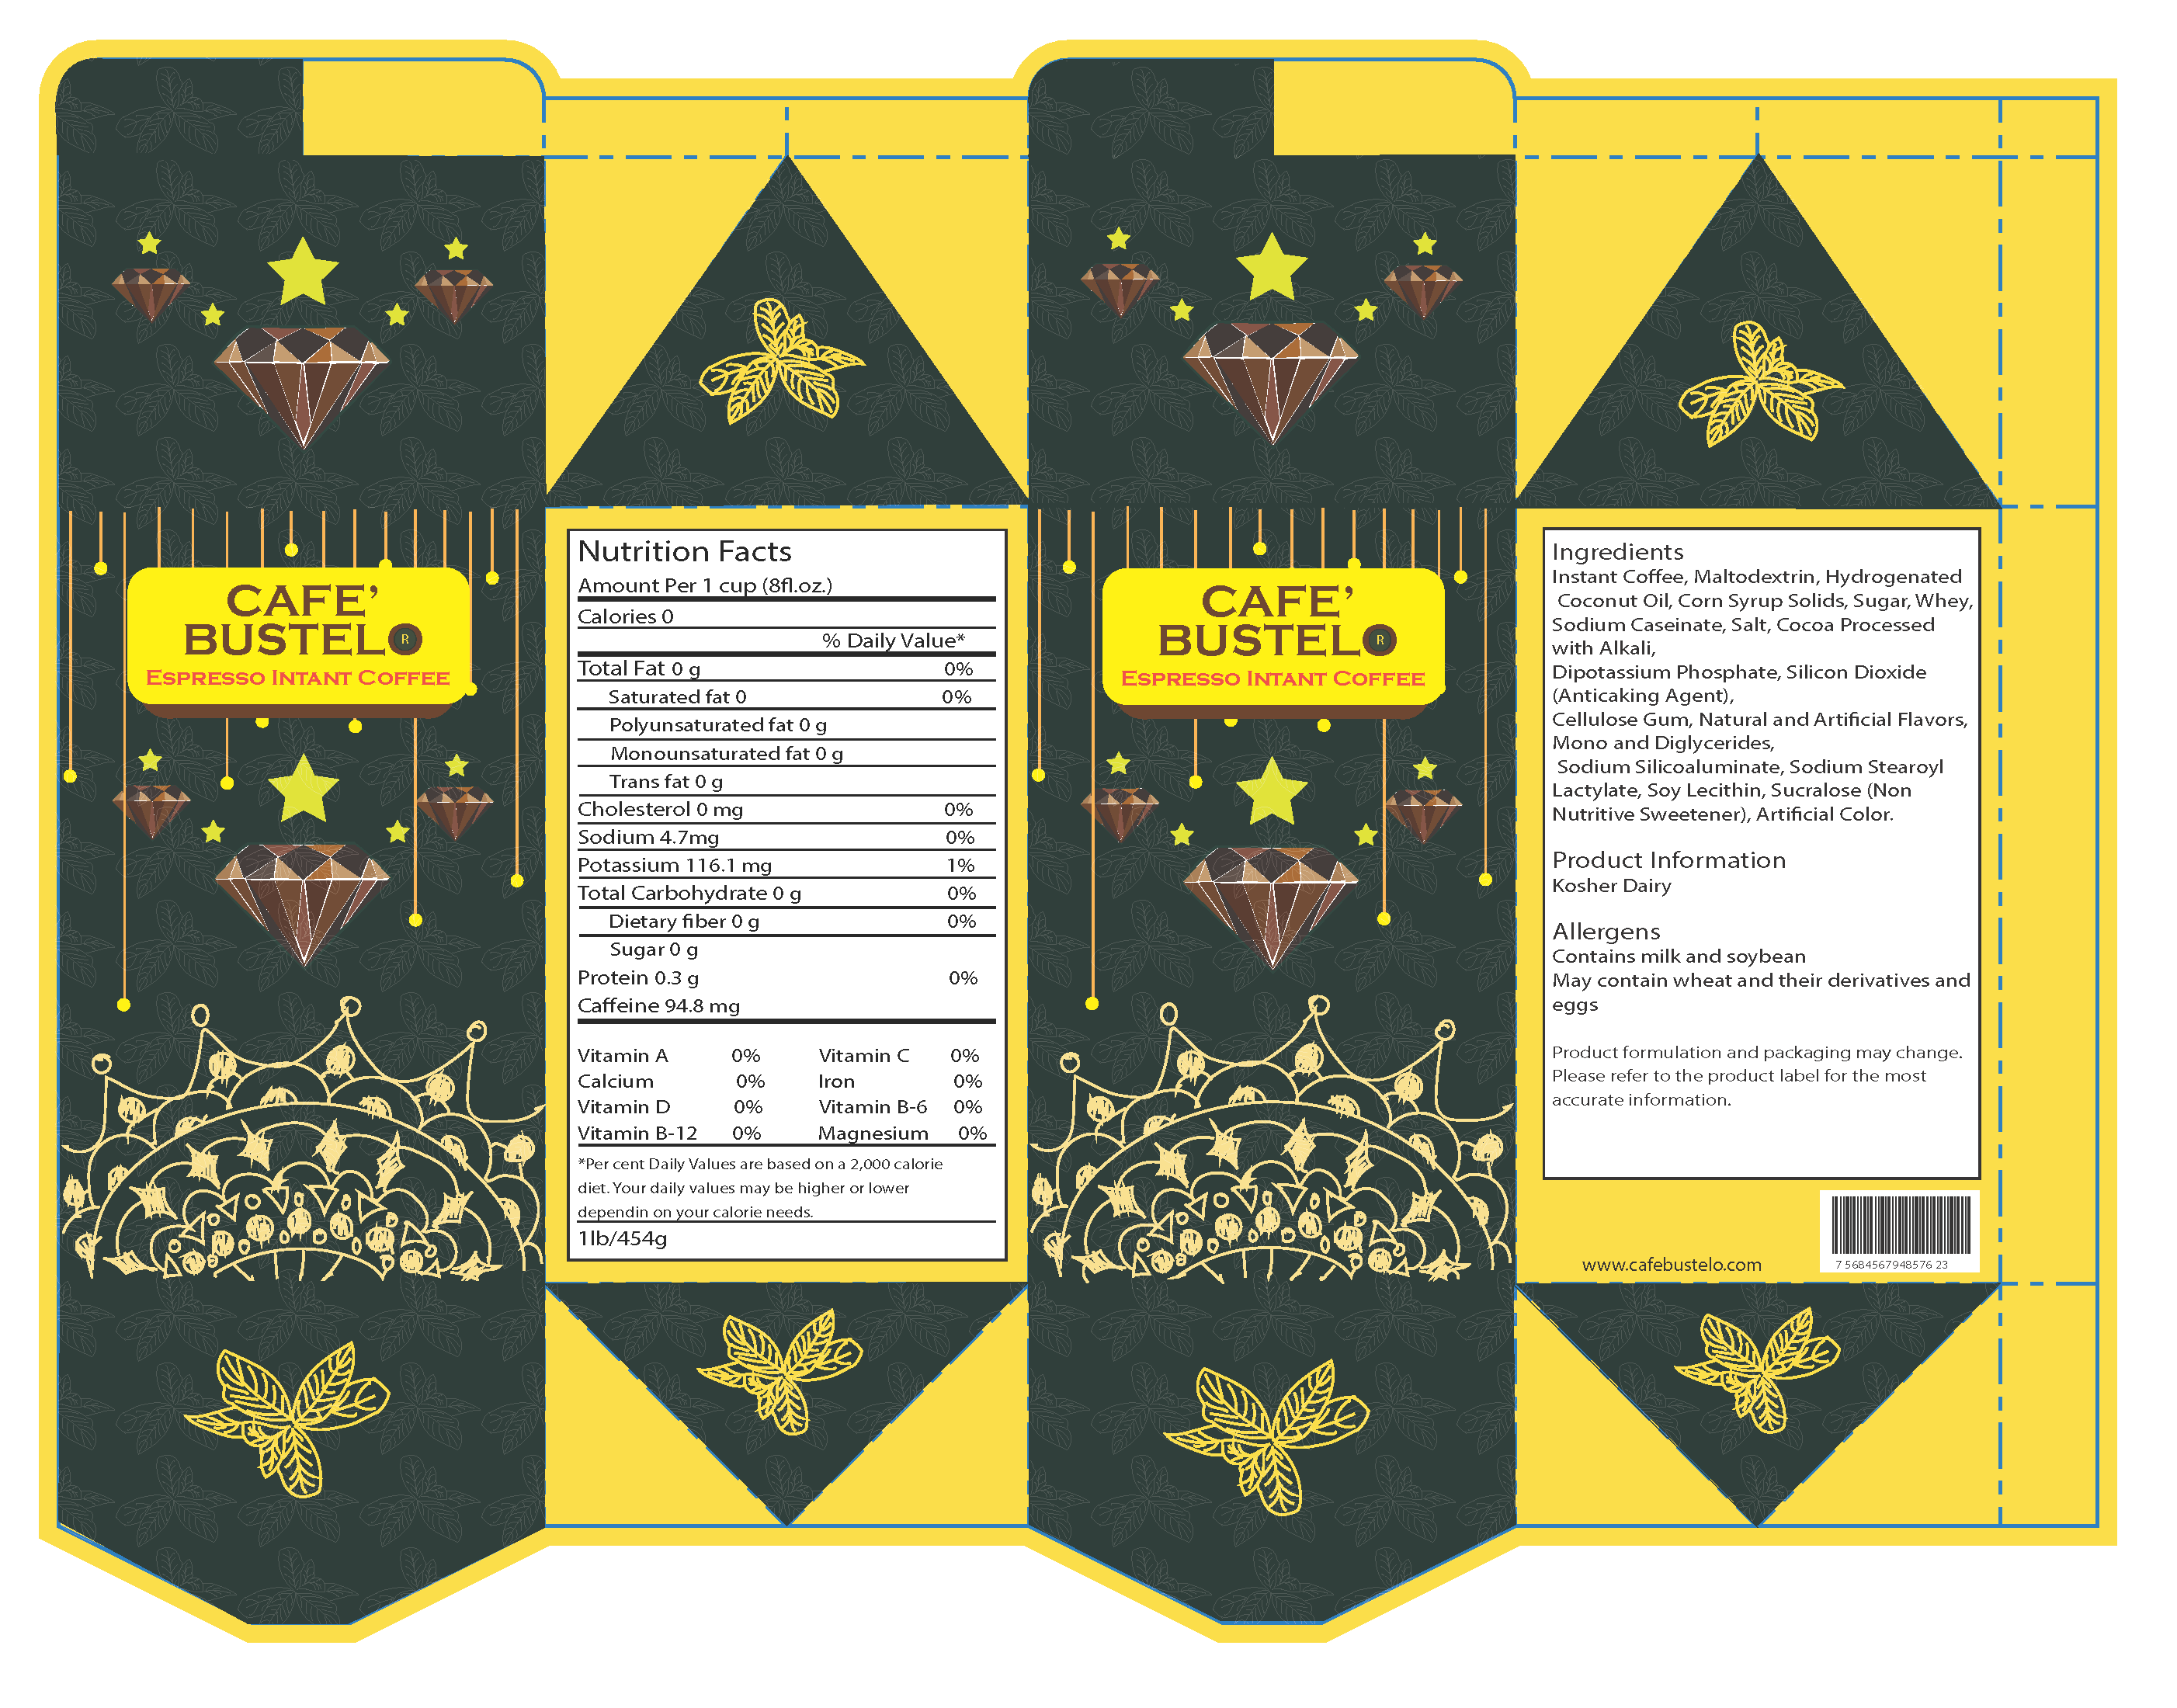 CAFE’
BUSTELO
R
ESPRESSO INTANT COFFEE
Nutrition Facts
Amount Per 1 cup (8fl.oz.)
Calories 0
% Daily Value*
Total Fat 0 g 0%
Saturated fat 0 0%
Polyunsaturated fat 0 g
Monounsaturated fat 0 g
Trans fat 0 g
Cholesterol 0 mg 0%
Sodium 4.7mg 0%
Potassium 116.1 mg 1%
Total Carbohydrate 0 g 0%
Dietary fiber 0 g 0%
Sugar 0 g
Protein 0.3 g 0%
Caffeine 94.8 mg
Vitamin A 0% Vitamin C 0%
Calcium 0% Iron 0%
Vitamin D 0% Vitamin B-6 0%
Vitamin B-12 0% Magnesium 0%
*Per cent Daily Values are based on a 2,000 calorie
diet. Your daily values may be higher or lower
dependin on your calorie needs.
1lb/454g
CAFE’
BUSTELO
R
ESPRESSO INTANT COFFEE
Ingredients
Instant Coffee, Maltodextrin, Hydrogenated
Coconut Oil, Corn Syrup Solids, Sugar, Whey,
Sodium Caseinate, Salt, Cocoa Processed
with Alkali,
Dipotassium Phosphate, Silicon Dioxide
(Anticaking Agent),
Cellulose Gum, Natural and Artificial Flavors,
Mono and Diglycerides,
Sodium Silicoaluminate, Sodium Stearoyl
Lactylate, Soy Lecithin, Sucralose (Non
Nutritive Sweetener), Artificial Color.
Product Information
Kosher Dairy
Allergens
Contains milk and soybean
May contain wheat and their derivatives and
eggs
Product formulation and packaging may change.
Please refer to the product label for the most
accurate information.
www.cafebustelo.com
7 5684567948576 23